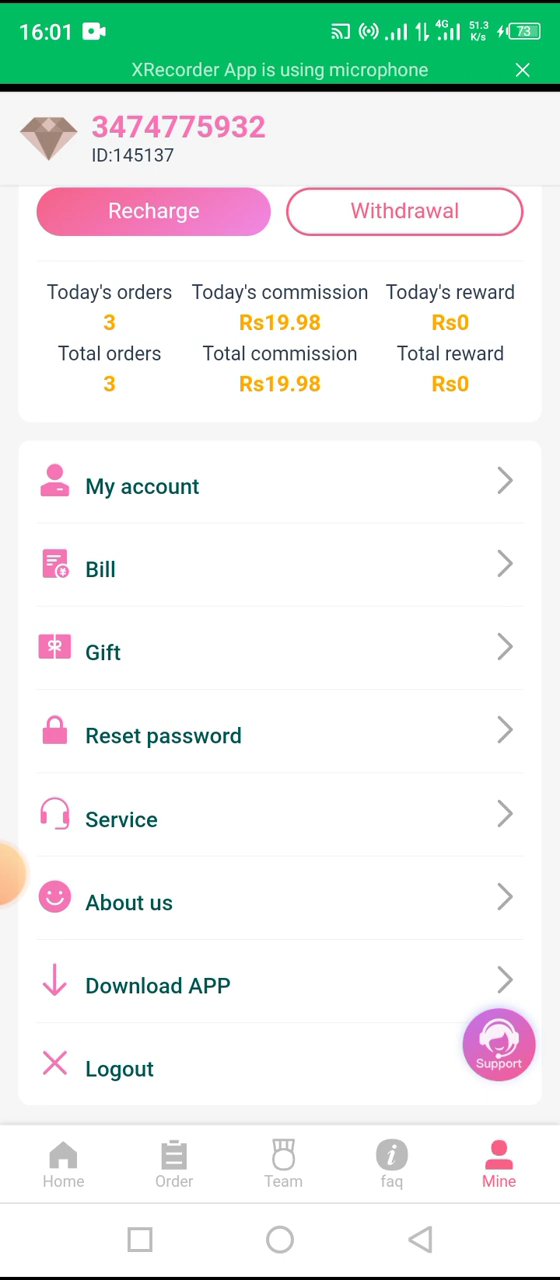 16:01 4G 51.3 K/s 73
XRecorder App is using microphone
3474775932
ID:145137
Recharge Withdrawal
Today's orders Today's commission Today's reward
3 Rs19.98 Rs0
Total orders Total commission Total reward
3 Rs19.98 Rs0
My account
Bill
Gift
Reset password
Service
About us
Download APP
Support
Logout
Home Order Team faq Mine